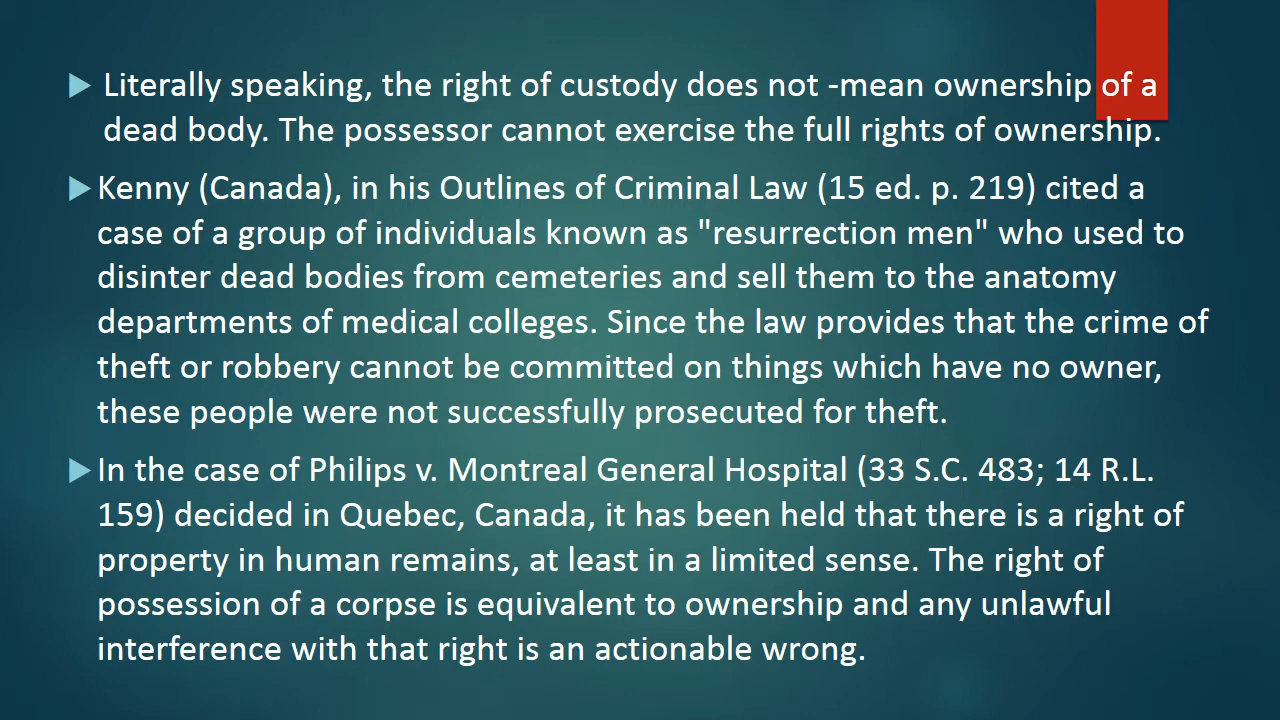 Literally speaking, the right of custody does not -mean ownership of a
dead body. The possessor cannot exercise the full rights of ownership.
Kenny (Canada), in his Outlines of Criminal Law (15 ed. p. 219) cited a
case of a group of individuals known as "resurrection men" who used to
disinter dead bodies from cemeteries and sell them to the anatomy
departments of medical colleges. Since the law provides that the crime of
theft or robbery cannot be committed on things which have no owner,
these people were not successfully prosecuted for theft.
In the case of Philips v. Montreal General Hospital (33 S.C. 483; 14 R.L.
159) decided in Quebec, Canada, it has been held that there is a right of
property in human remains, at least in a limited sense. The right of
possession of a corpse is equivalent to ownership and any unlawful
interference with that right is an actionable wrong.